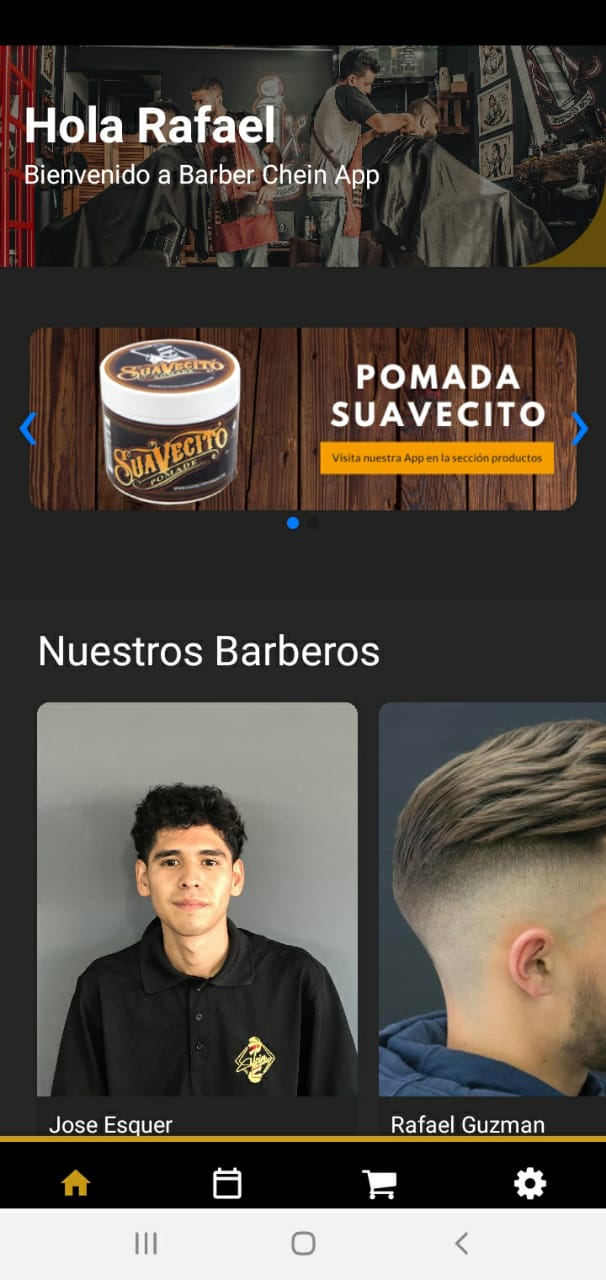 Hola Rafael
Bienvenido a Barber Chein App
SUAVECITO
SUAVECITO
POMADE
POMADA
SUAVECITO
Visita nuestra App en la sección productos
Nuestros Barberos
Jose Esquer
Rafael Guzman